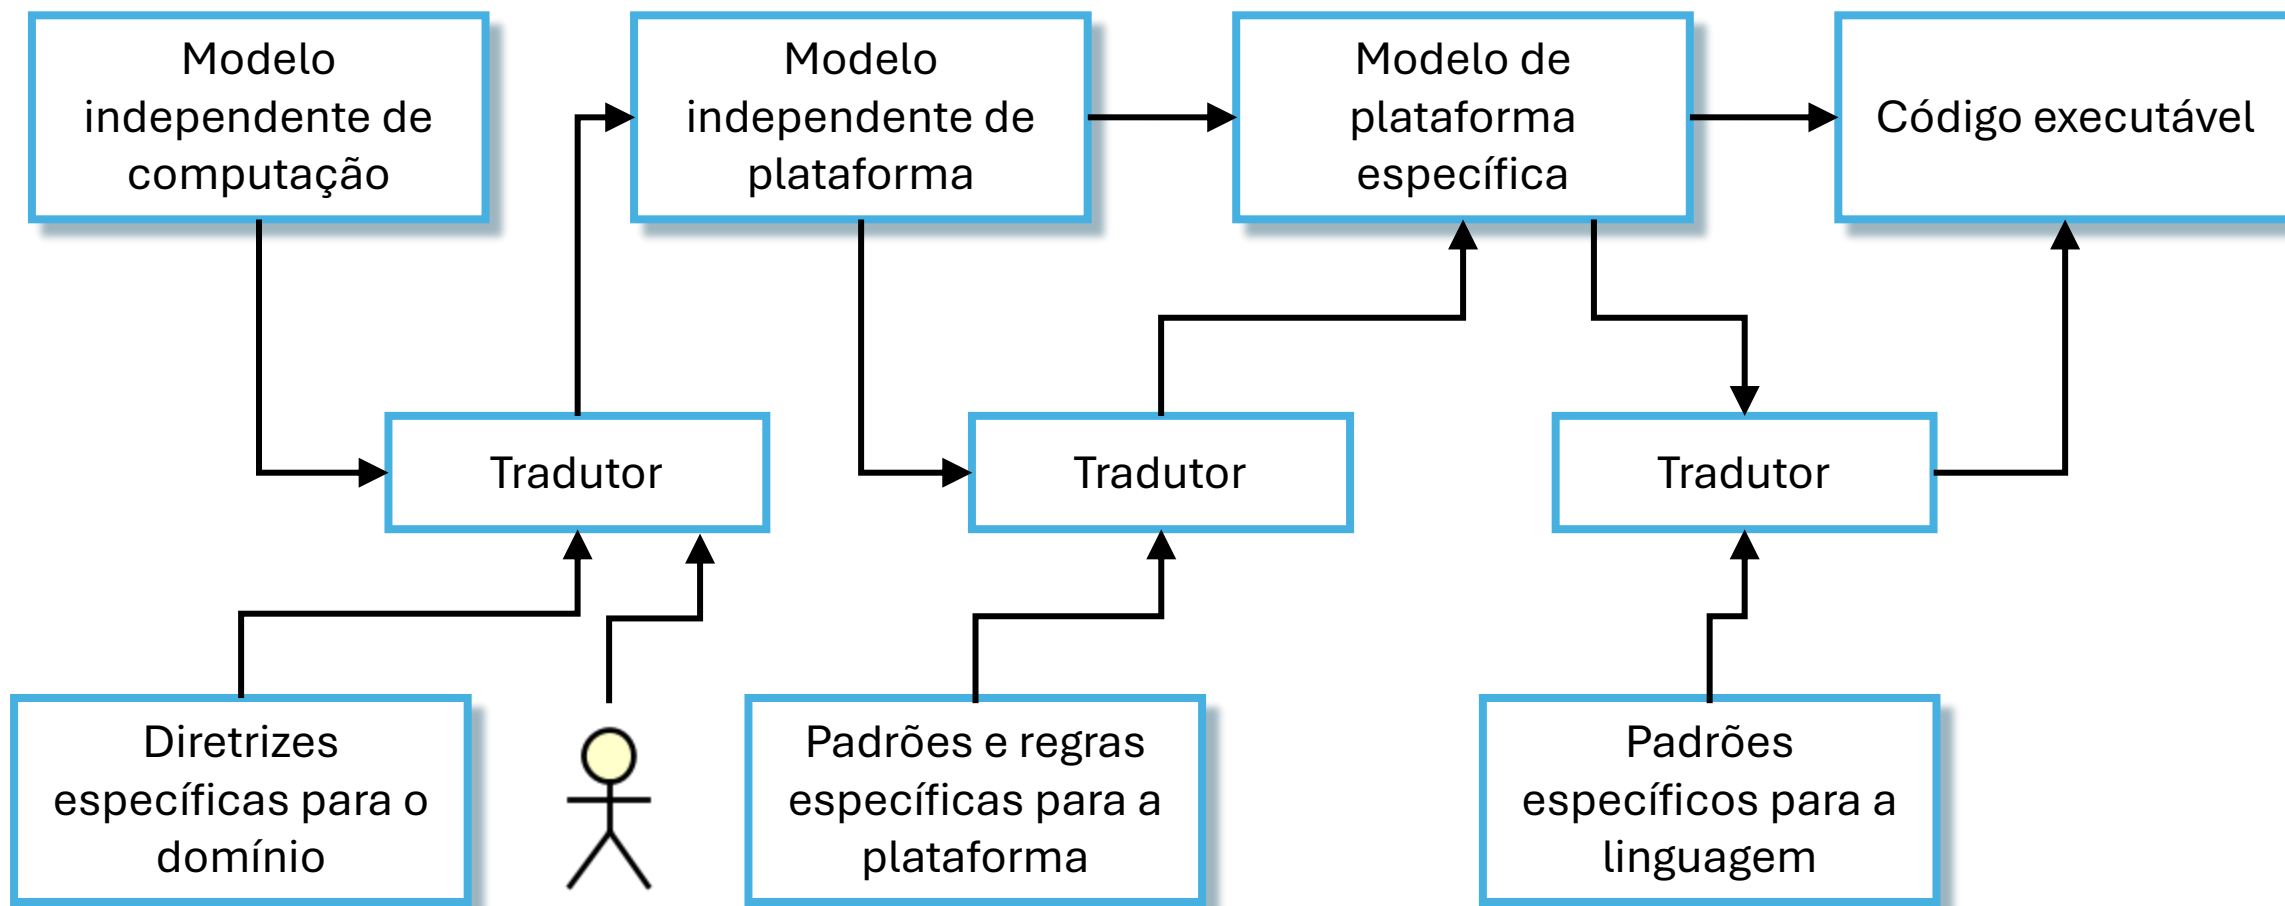 Modelo
independente de
computação
Modelo
independente de
plataforma
Modelo de
plataforma
específica
Código executável
Tradutor
Tradutor
Tradutor
Diretrizes
específicas para o
domínio
Padrões e regras
específicas para a
plataforma
Padrões
específicos para a
linguagem